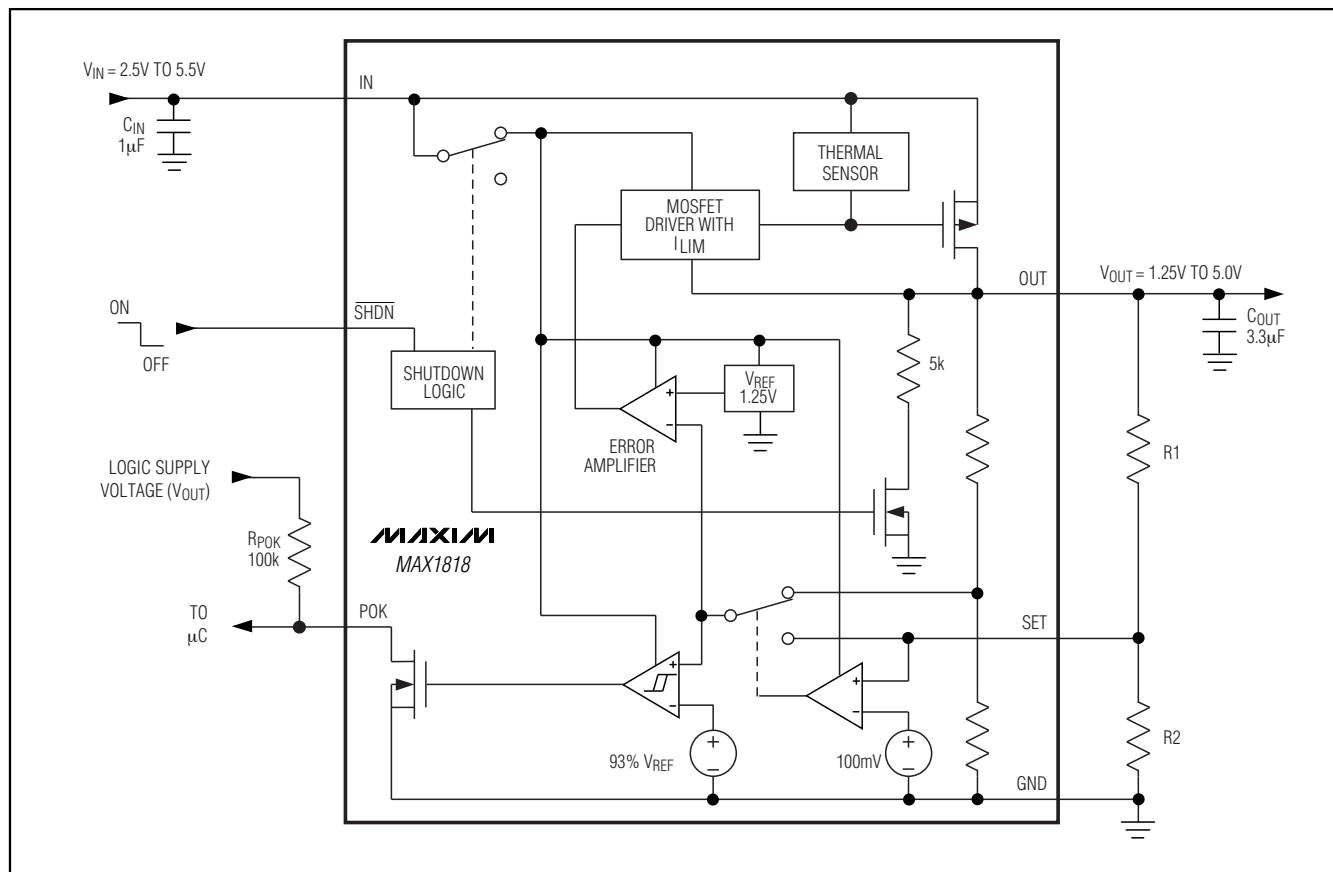 V_IN = 2.5V TO 5.5V
IN
C_IN
1µF
THERMAL
SENSOR
MOSFET
DRIVER WITH
I_LIM
OUT
V_OUT = 1.25V TO 5.0V
C_OUT
3.3µF
ON
OFF
S̅H̅D̅N̅
SHUTDOWN
LOGIC
V_REF
1.25V
5k
+
−
ERROR
AMPLIFIER
R1
LOGIC SUPPLY
VOLTAGE (V_OUT)
R_POK
100k
MAXIM
MAX1818
TO
µC
POK
SET
+
−
+
−
+
−
93% V_REF
+
−
100mV
R2
GND